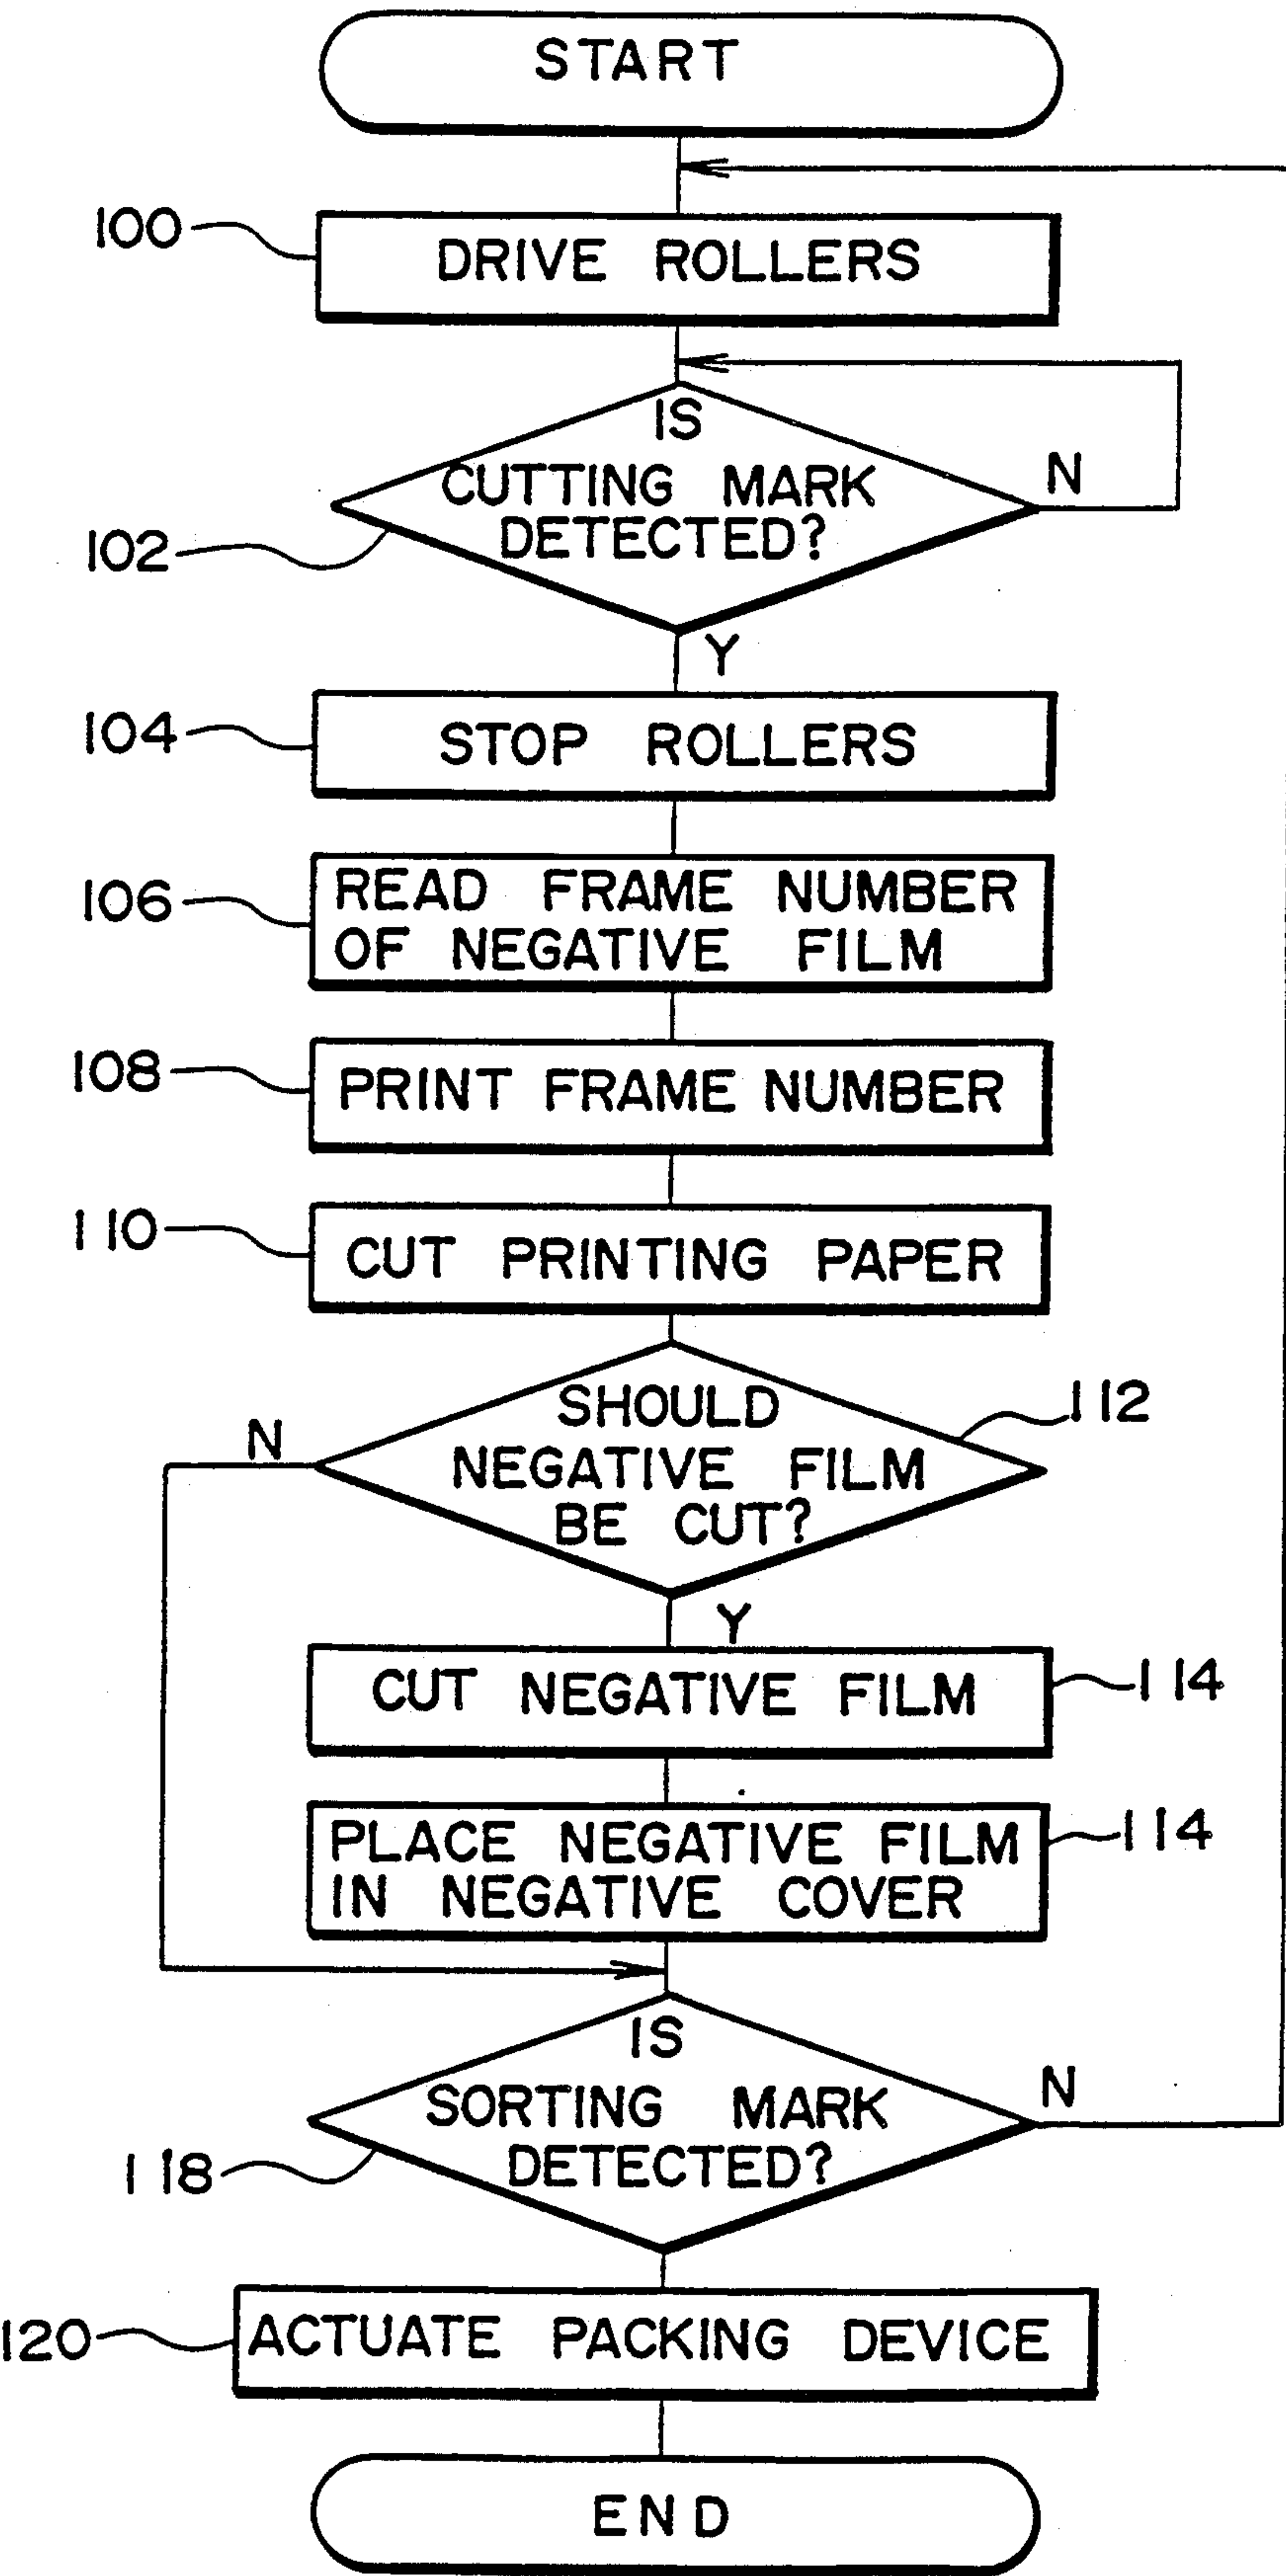 START
100
DRIVE ROLLERS
IS
CUTTING MARK
DETECTED?
N
102
Y
104
STOP ROLLERS
106
READ FRAME NUMBER
OF NEGATIVE FILM
108
PRINT FRAME NUMBER
110
CUT PRINTING PAPER
SHOULD
NEGATIVE FILM
BE CUT?
112
N
Y
CUT NEGATIVE FILM
114
PLACE NEGATIVE FILM
IN NEGATIVE COVER
114
IS
SORTING MARK
DETECTED?
N
118
120
ACTUATE PACKING DEVICE
END